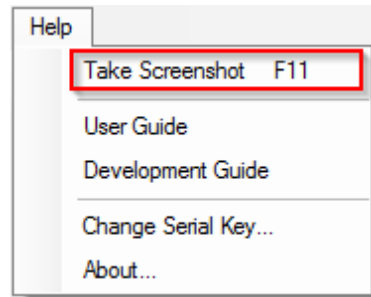 Help
Take Screenshot F11
User Guide
Development Guide
Change Serial Key...
About...